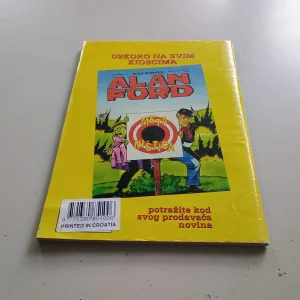 USKORO NA SVIM
KIOSCIMA
ALAN
FORD
PRINTED IN CROATIA
potražite kod
svog prodavača
novina